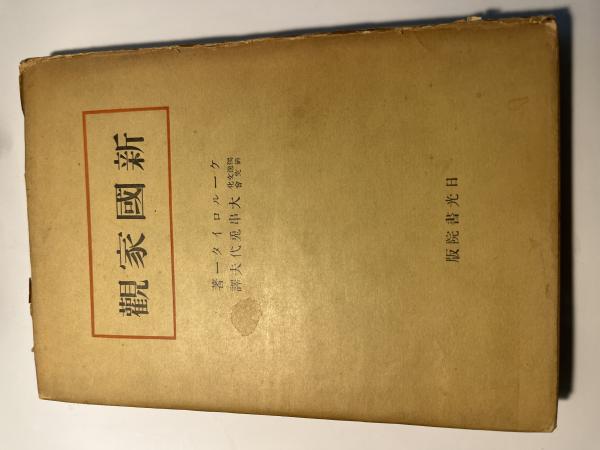 新國家觀
ケールロイター著
大串兎代夫譯
日光書院版